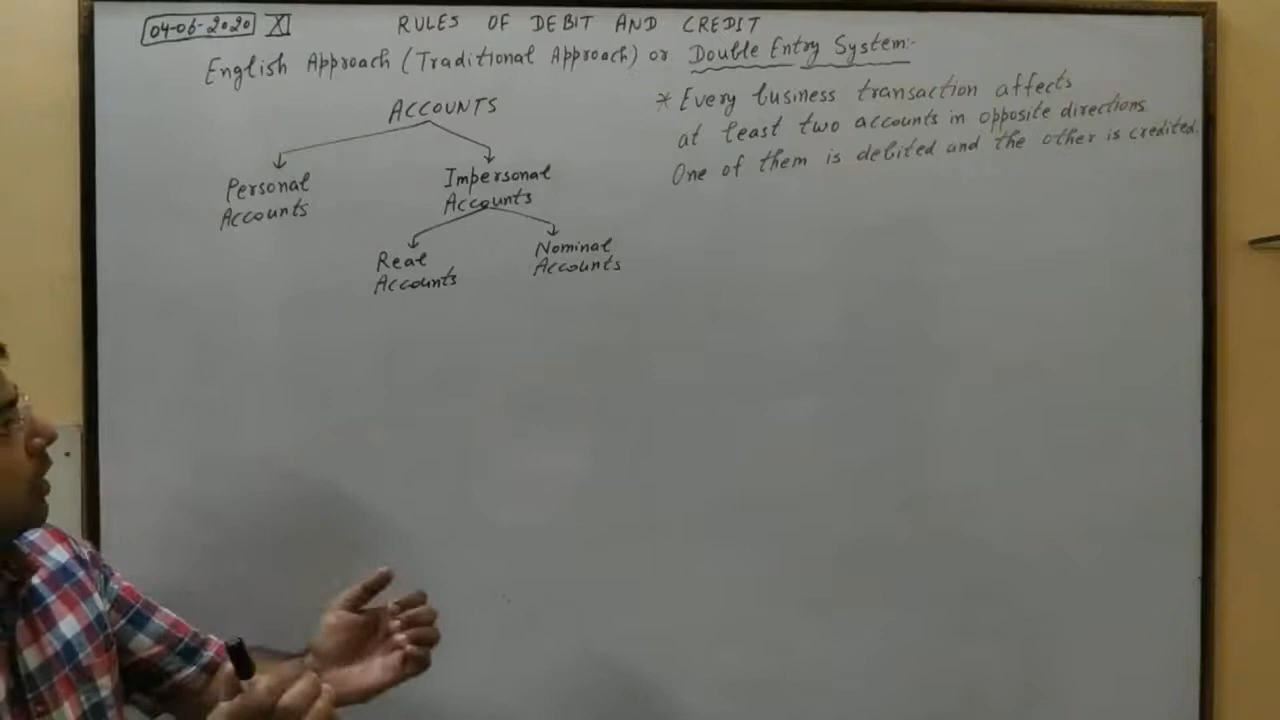 04-06-2020 XI
RULES OF DEBIT AND CREDIT
English Approach (Traditional Approach) or Double Entry System:-
ACCOUNTS
Personal
Accounts
Impersonal
Accounts
Real
Accounts
Nominal
Accounts
* Every business transaction affects
at least two accounts in opposite directions
One of them is debited and the other is credited.